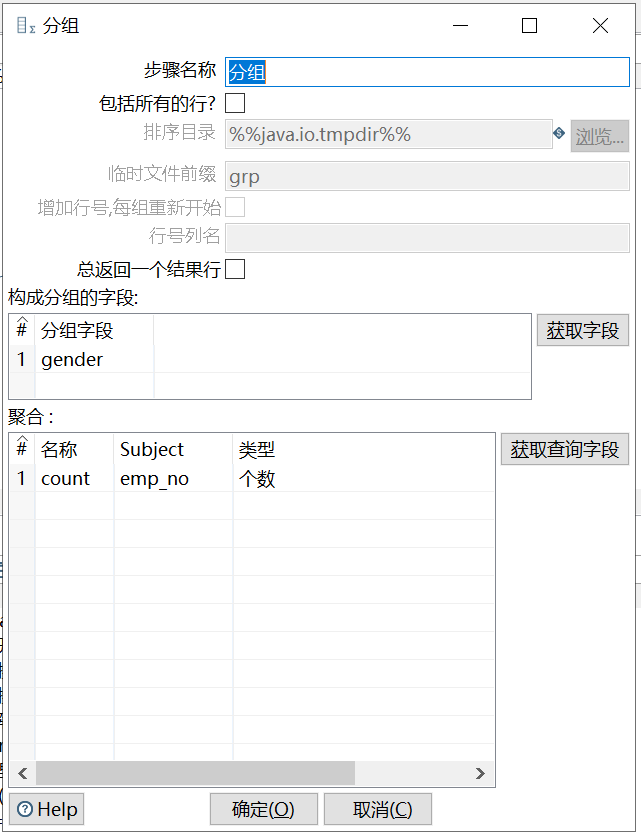 分组
步骤名称 分组
包括所有的行?
排序目录 %%java.io.tmpdir%% 浏览...
临时文件前缀 grp
增加行号,每组重新开始
行号列名
总返回一个结果行
构成分组的字段:
# 分组字段 获取字段
1 gender
聚合 :
# 名称 Subject 类型 获取查询字段
1 count emp_no 个数
Help 确定(O) 取消(C)